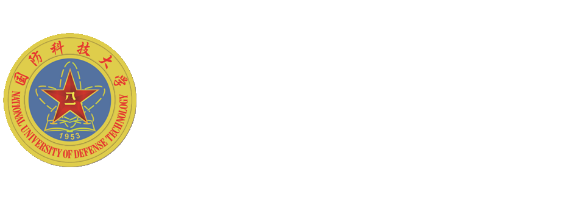 国防科技大学
NATIONAL UNIVERSITY OF DEFENSE TECHNOLOGY
八一
1953